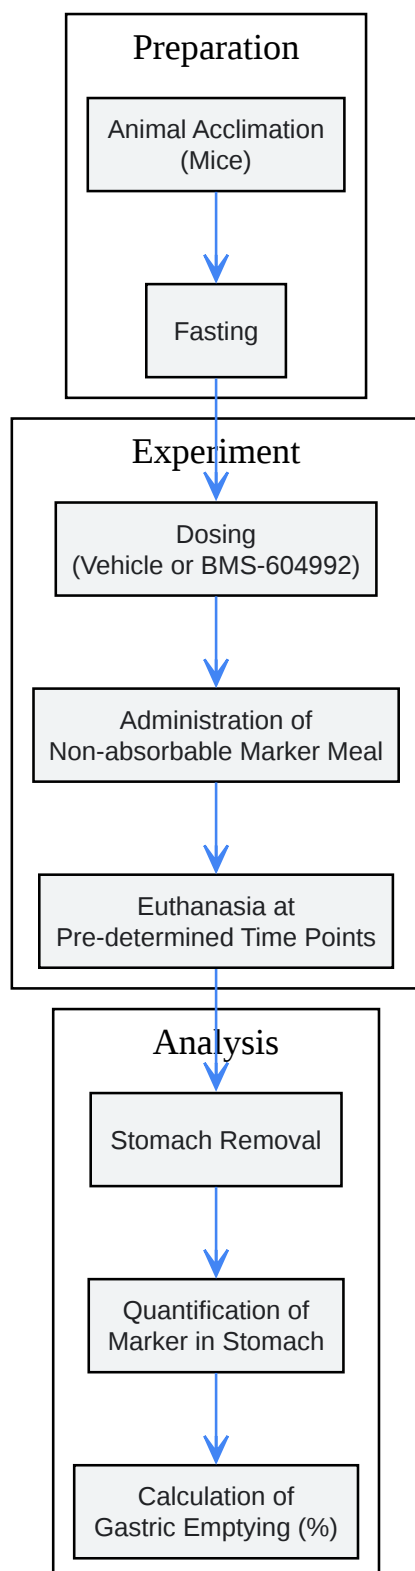 Preparation
Animal Acclimation
(Mice)
Fasting
Experiment
Dosing
(Vehicle or BMS-604992)
Administration of
Non-absorbable Marker Meal
Euthanasia at
Pre-determined Time Points
Analysis
Stomach Removal
Quantification of
Marker in Stomach
Calculation of
Gastric Emptying (%)